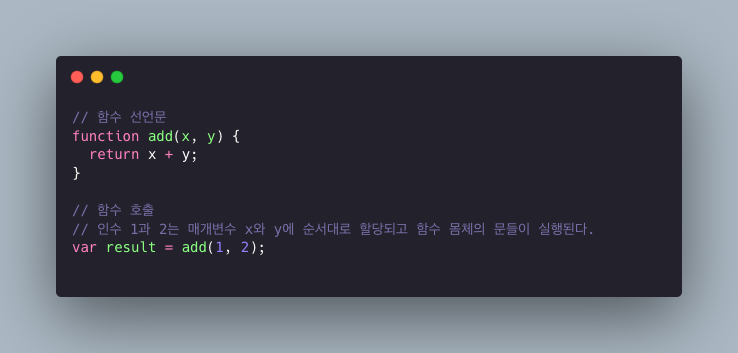 // 함수 선언문
function add(x, y) {
  return x + y;
}
// 함수 호출
// 인수 1과 2는 매개변수 x와 y에 순서대로 할당되고 함수 몸체의 문들이 실행된다.
var result = add(1, 2);